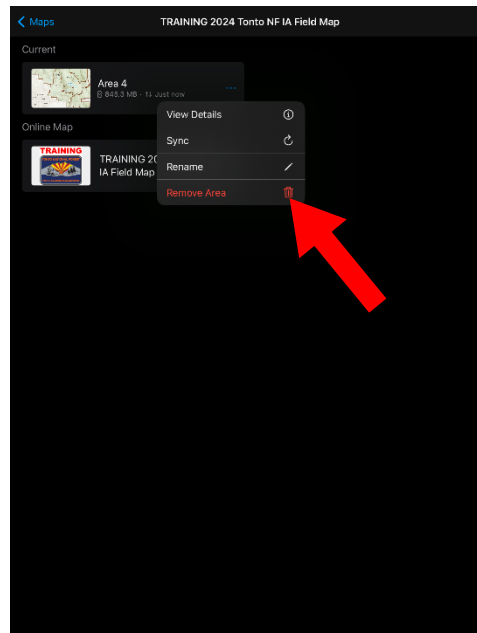 Maps
TRAINING 2024 Tonto NF IA Field Map
Current
Area 4
845.3 MB · Just now
View Details
Online Map
Sync
TRAINING
TRAINING 20
IA Field Map
Rename
Remove Area